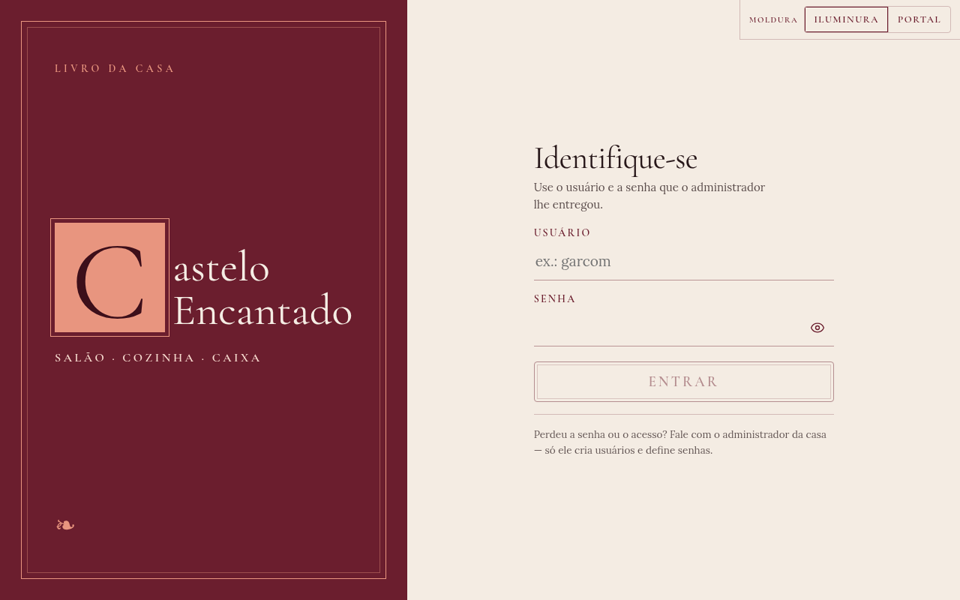 LIVRO DA CASA
Castelo
Encantado
SALÃO · COZINHA · CAIXA
❧
MOLDURA ILUMINURA PORTAL
Identifique-se
Use o usuário e a senha que o administrador
lhe entregou.
USUÁRIO
ex.: garcom
SENHA
ENTRAR
Perdeu a senha ou o acesso? Fale com o administrador da casa
— só ele cria usuários e define senhas.